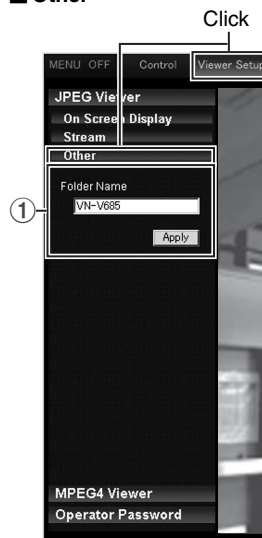 ■ Other
Click
MENU OFF Control Viewer Setup
JPEG Viewer
On Screen Display
Stream
Other
Folder Name
①
VN-V685
Apply
MPEG4 Viewer
Operator Password